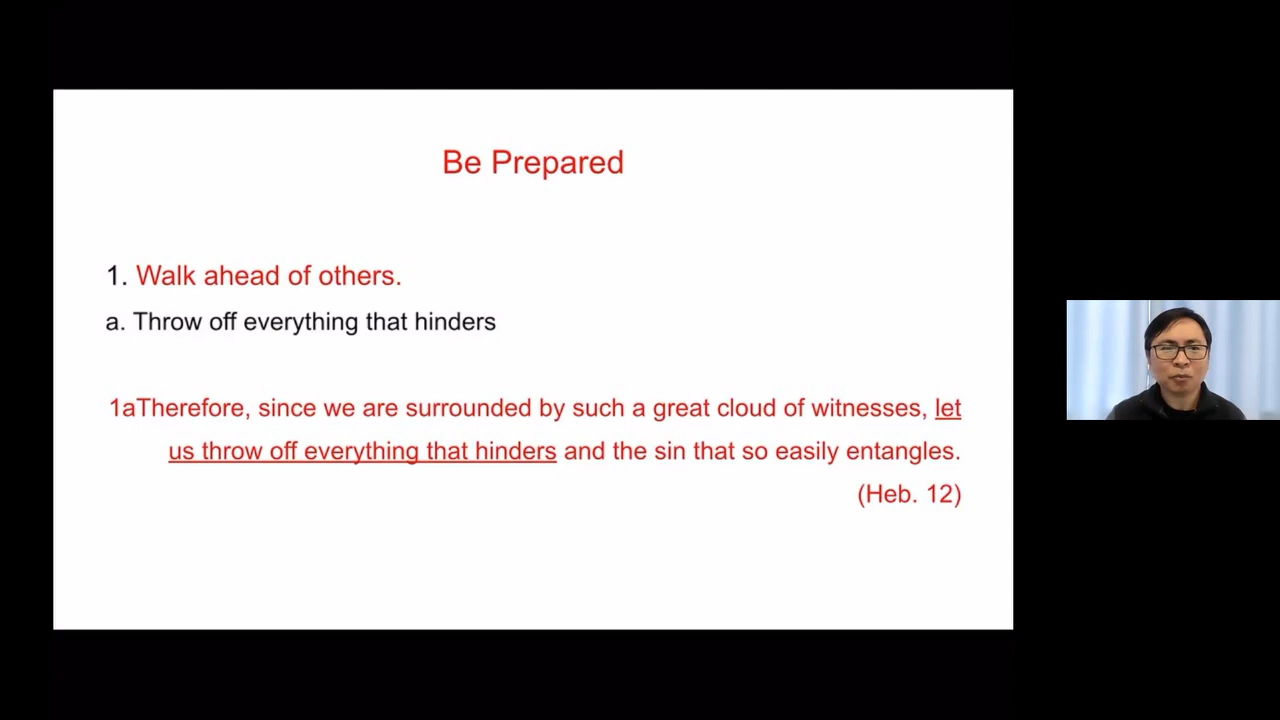 Be Prepared
1. Walk ahead of others.
a. Throw off everything that hinders
1aTherefore, since we are surrounded by such a great cloud of witnesses, let
us throw off everything that hinders and the sin that so easily entangles.
(Heb. 12)